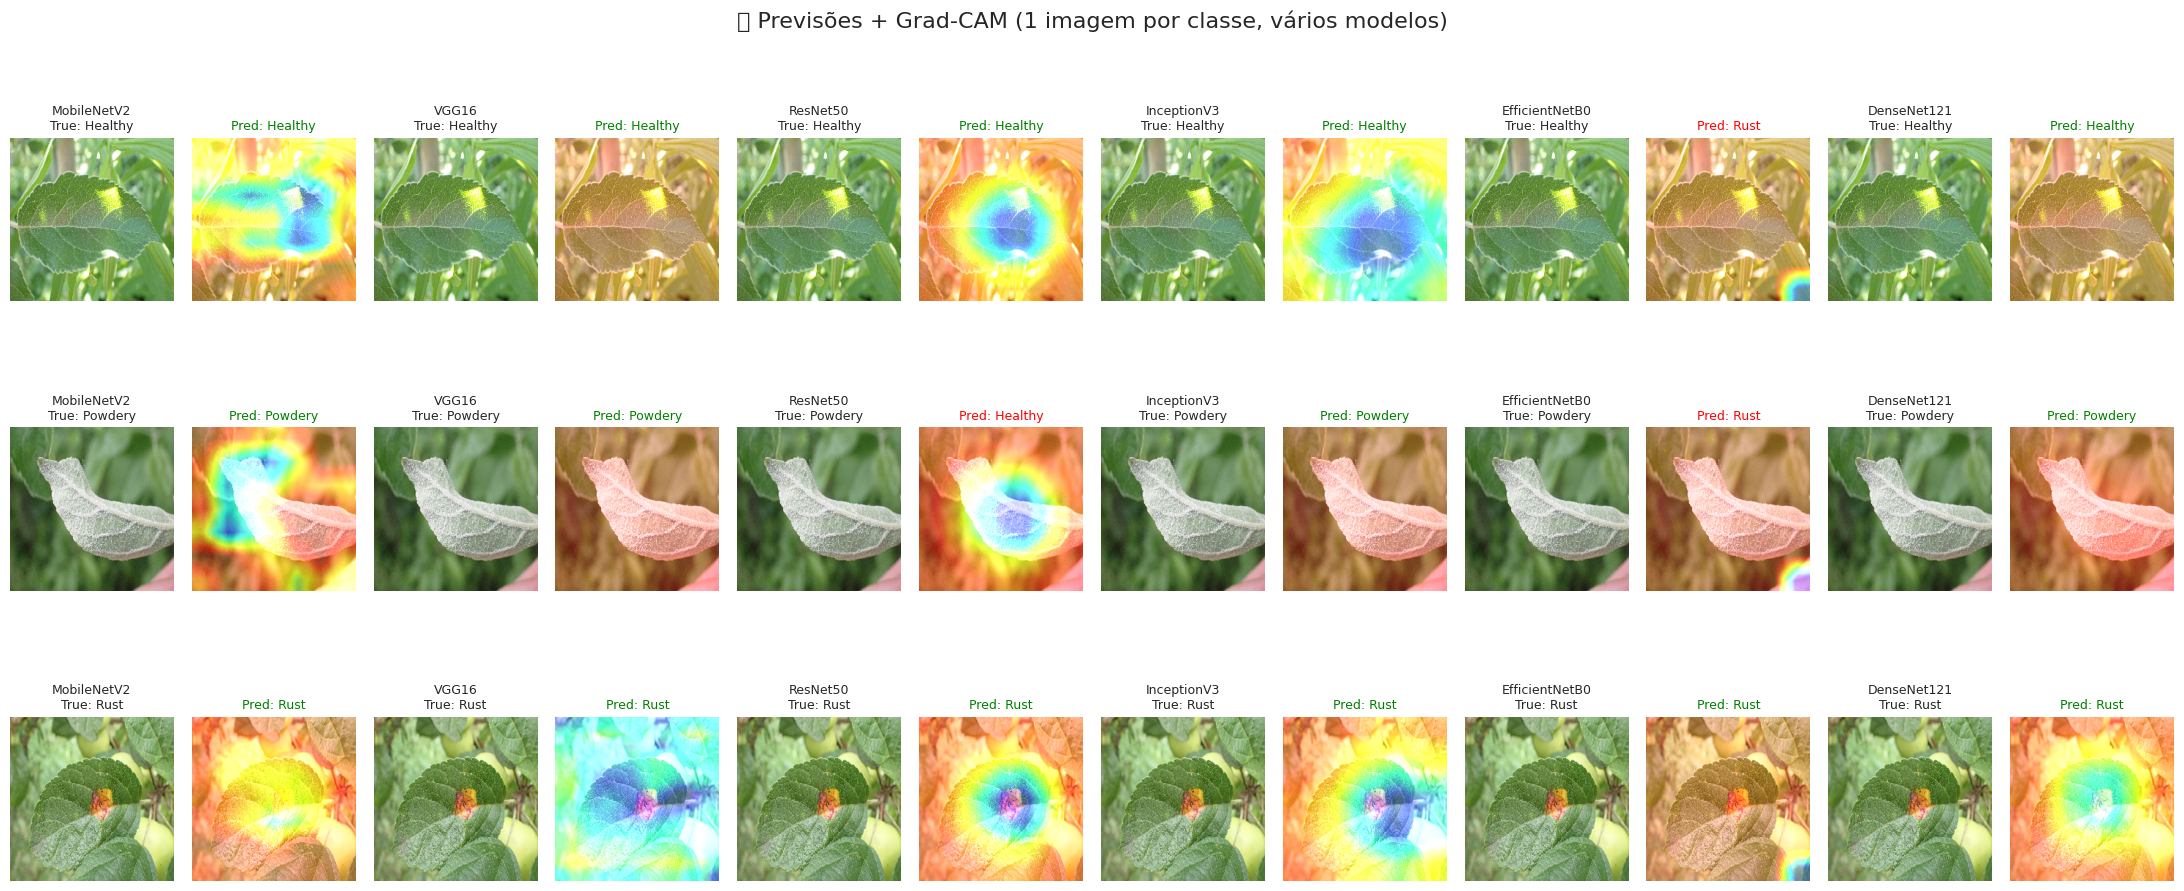 Previsões + Grad-CAM (1 imagem por classe, vários modelos)
MobileNetV2
True: Healthy
Pred: Healthy
VGG16
True: Healthy
Pred: Healthy
ResNet50
True: Healthy
Pred: Healthy
InceptionV3
True: Healthy
Pred: Healthy
EfficientNetB0
True: Healthy
Pred: Rust
DenseNet121
True: Healthy
Pred: Healthy
MobileNetV2
True: Powdery
Pred: Powdery
VGG16
True: Powdery
Pred: Powdery
ResNet50
True: Powdery
Pred: Healthy
InceptionV3
True: Powdery
Pred: Powdery
EfficientNetB0
True: Powdery
Pred: Rust
DenseNet121
True: Powdery
Pred: Powdery
MobileNetV2
True: Rust
Pred: Rust
VGG16
True: Rust
Pred: Rust
ResNet50
True: Rust
Pred: Rust
InceptionV3
True: Rust
Pred: Rust
EfficientNetB0
True: Rust
Pred: Rust
DenseNet121
True: Rust
Pred: Rust